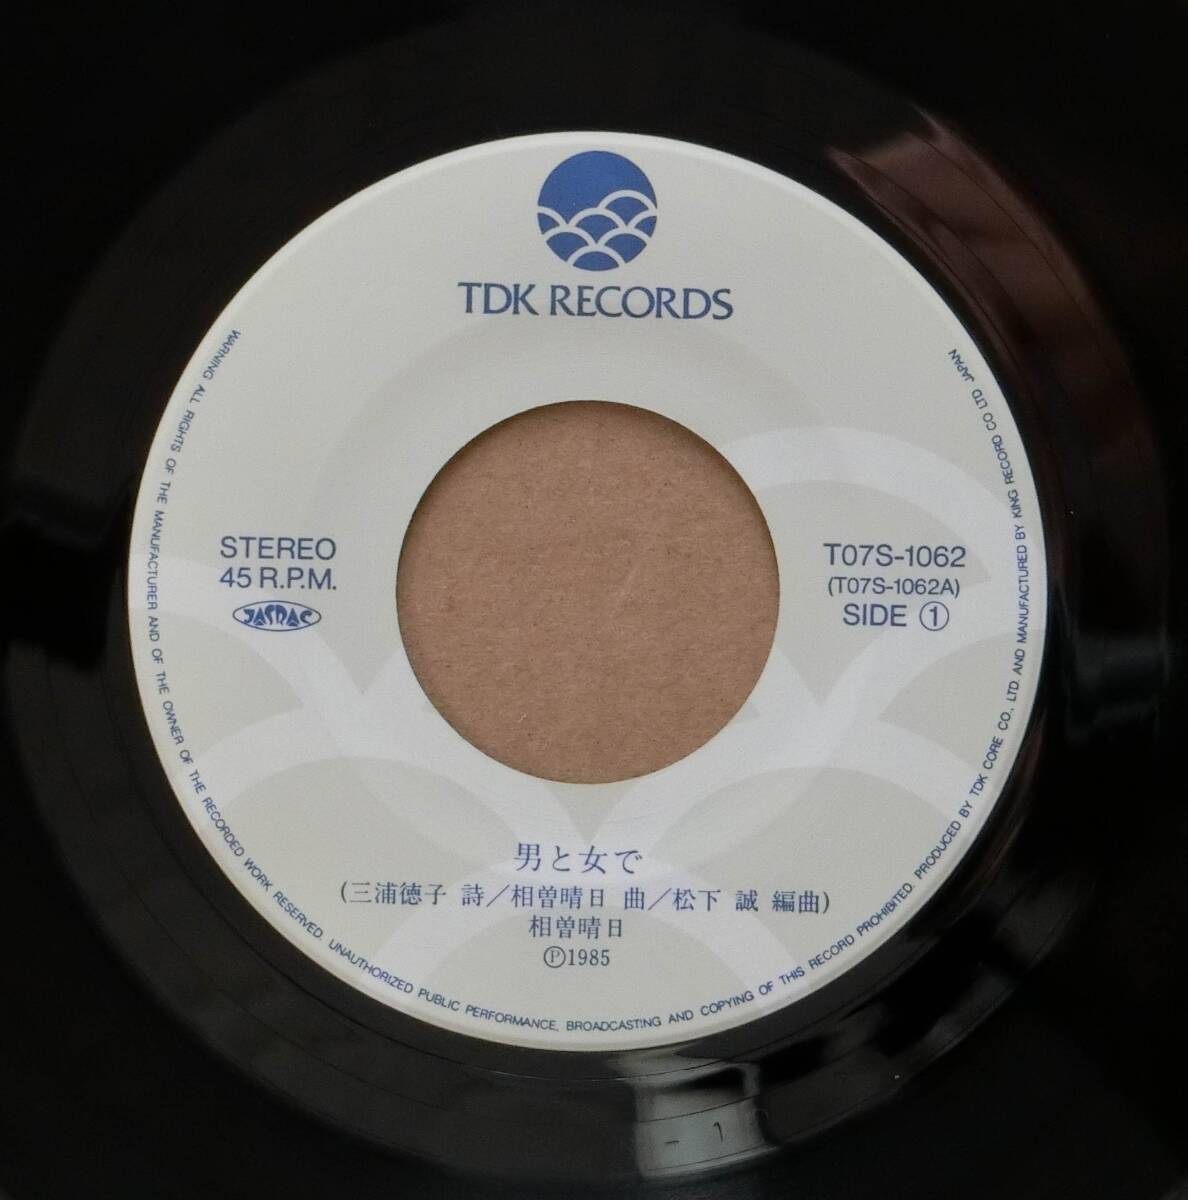 TDK RECORDS
STEREO
45 R.P.M.
JASRAC
T07S-1062
(T07S-1062A)
SIDE ①
男と女で
(三浦徳子 詩／相曽晴日 曲／松下 誠 編曲)
相曽晴日
Ⓟ1985
WARNING ALL RIGHTS OF THE MANUFACTURER AND OF THE OWNER OF THE RECORDED WORK RESERVED. UNAUTHORIZED PUBLIC PERFORMANCE, BROADCASTING AND COPYING OF THIS RECORD PROHIBITED. PRODUCED BY TDK CORE CO., LTD. AND MANUFACTURED BY KING RECORD CO LTD JAPAN
- 1